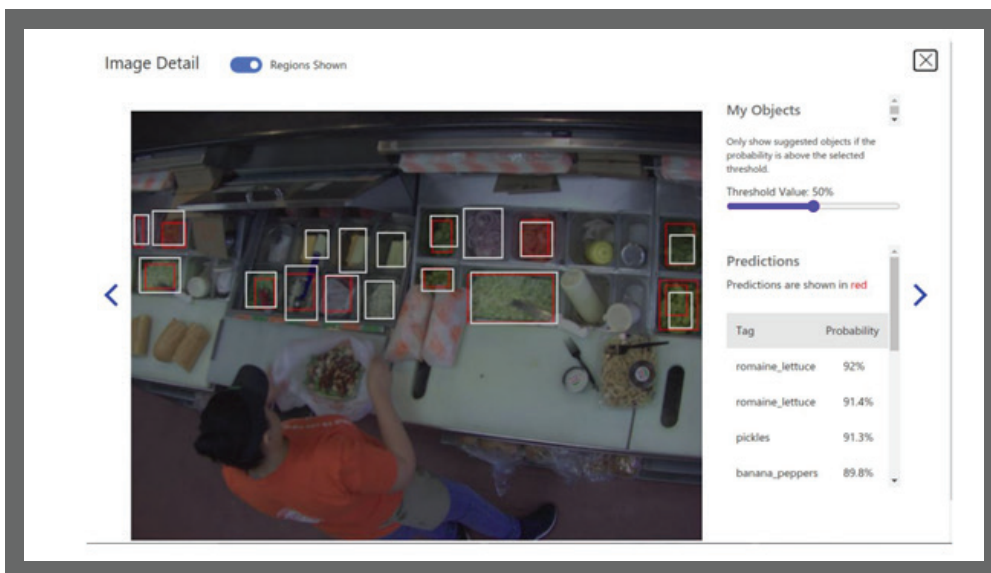 Image Detail
Regions Shown
My Objects
Only show suggested objects if the
probability is above the selected
threshold.
Threshold Value: 50%
Predictions
Predictions are shown in red
Tag Probability
romaine_lettuce 92%
romaine_lettuce 91.4%
pickles 91.3%
banana_peppers 89.8%